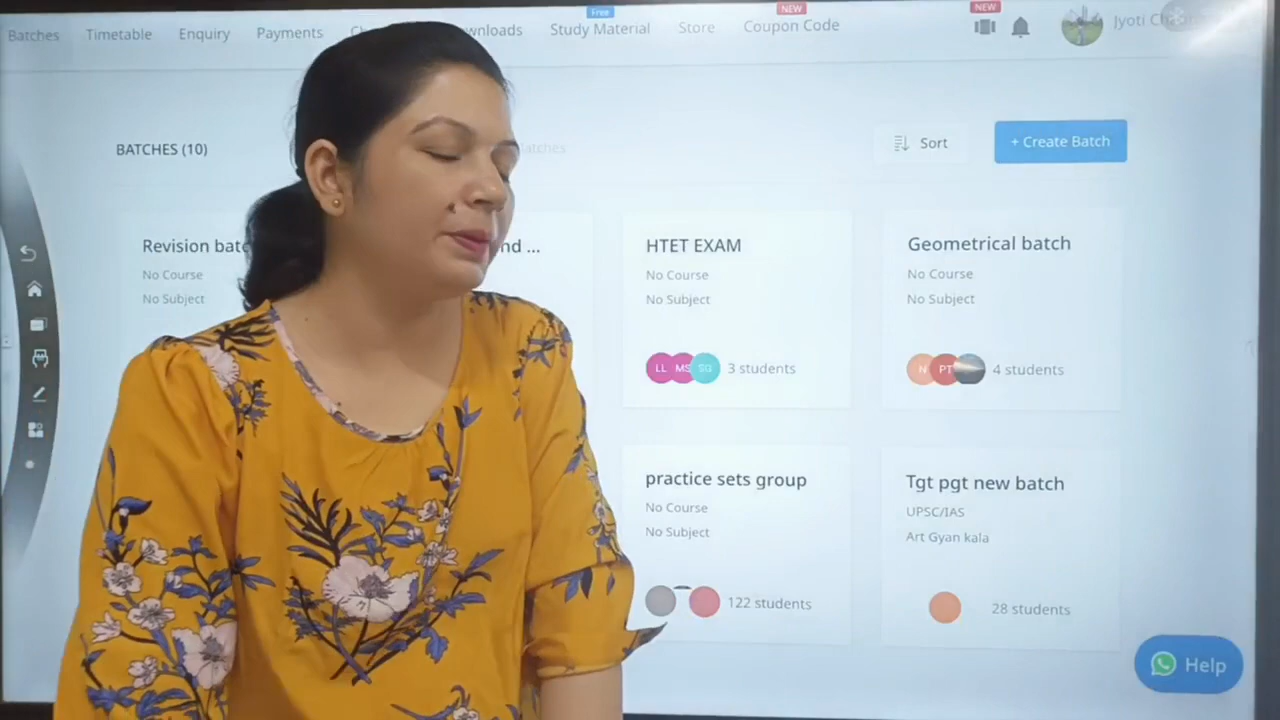 Free
NEW
NEW
Batches Timetable Enquiry Payments Study Material Store Coupon Code Jyoti
BATCHES (10)
Sort
+ Create Batch
Revision
No Course
No Subject
HTET EXAM
No Course
No Subject
LL MS SG 3 students
Geometrical batch
No Course
No Subject
N PT 4 students
practice sets group
No Course
No Subject
122 students
Tgt pgt new batch
UPSC/IAS
Art Gyan kala
28 students
Help